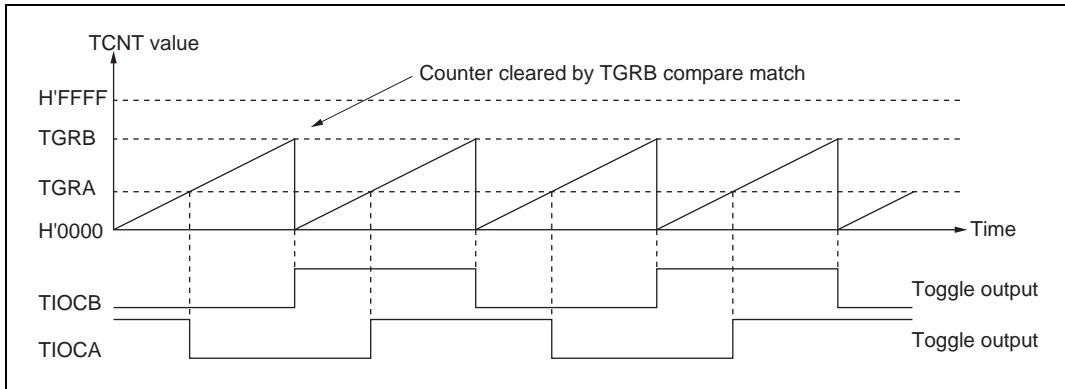 TCNT value
Counter cleared by TGRB compare match
H'FFFF
TGRB
TGRA
H'0000
Time
TIOCB
Toggle output
TIOCA
Toggle output